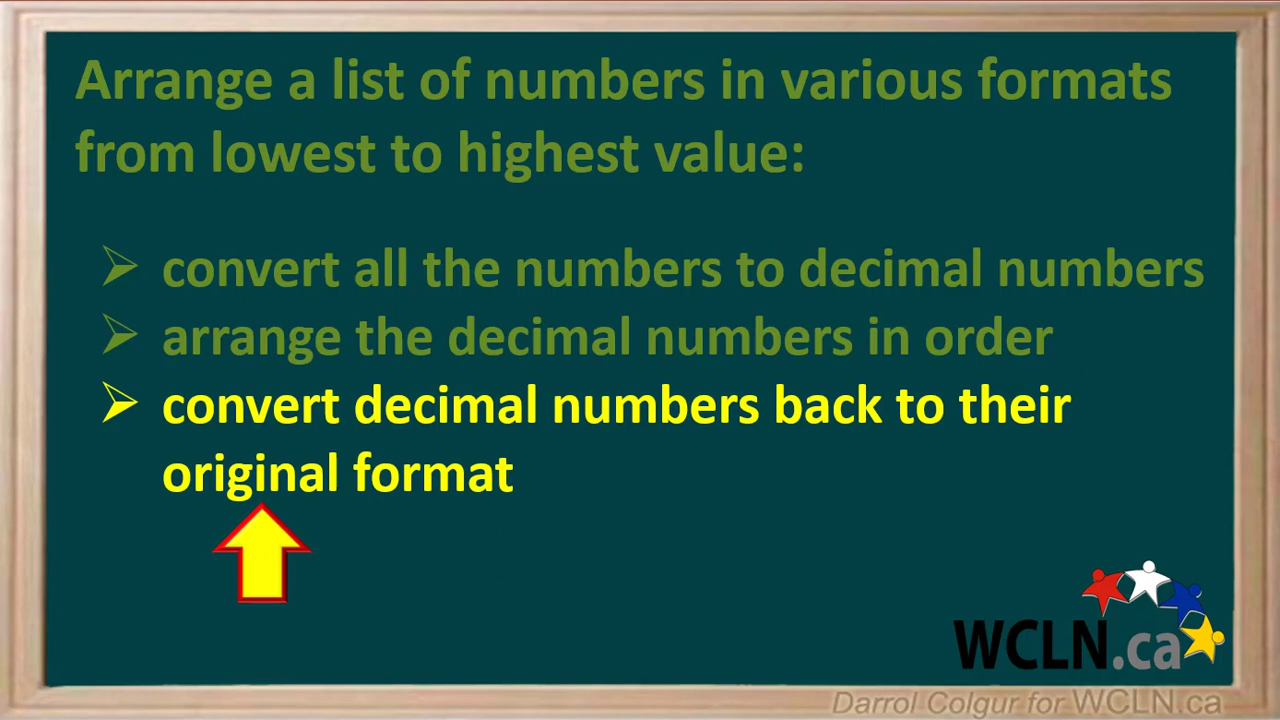 Arrange a list of numbers in various formats
from lowest to highest value:
➢ convert all the numbers to decimal numbers
➢ arrange the decimal numbers in order
➢ convert decimal numbers back to their
original format
WCLN.ca
Darrol Colgur for WCLN.ca